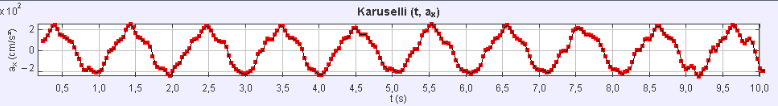 Karuselli (t, aₓ)
x 10²
aₓ (cm/s²)
2
0
−2
0,5 1,0 1,5 2,0 2,5 3,0 3,5 4,0 4,5 5,0 5,5 6,0 6,5 7,0 7,5 8,0 8,5 9,0 9,5 10,0
t (s)